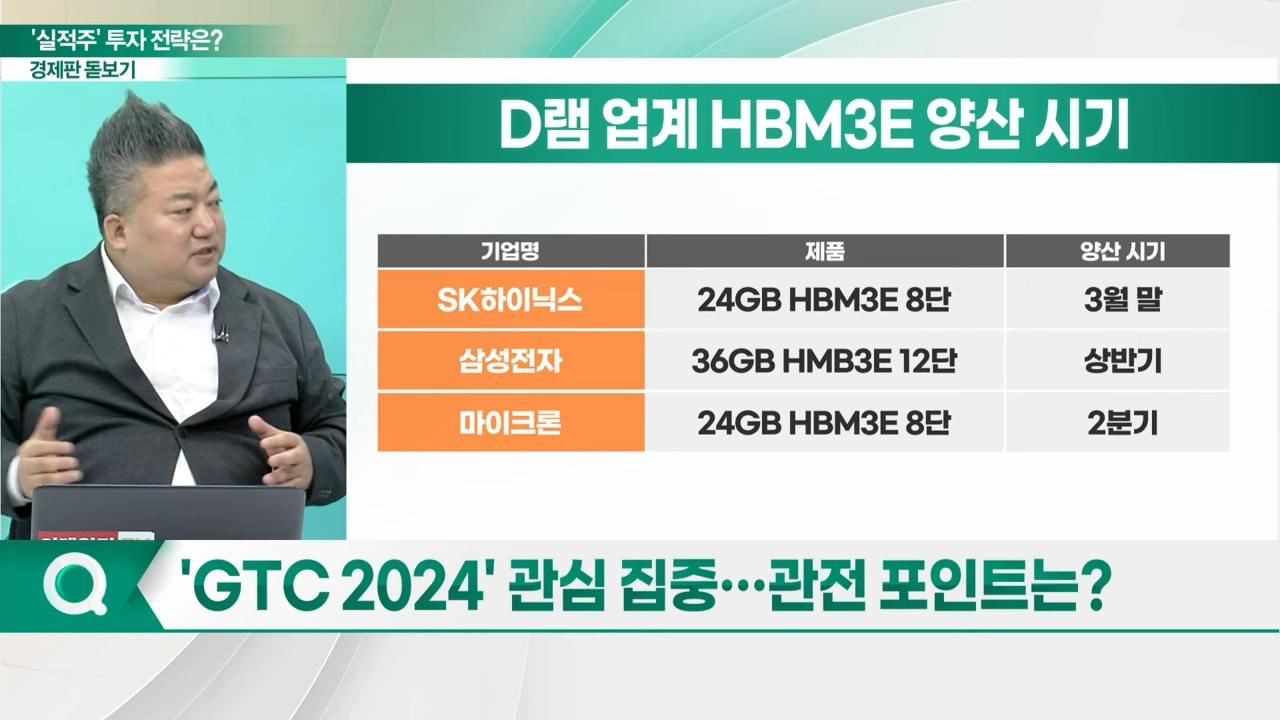 '실적주' 투자 전략은?
경제판 돋보기
D램 업계 HBM3E 양산 시기
기업명 제품 양산 시기
SK하이닉스 24GB HBM3E 8단 3월 말
삼성전자 36GB HMB3E 12단 상반기
마이크론 24GB HBM3E 8단 2분기
'GTC 2024' 관심 집중…관전 포인트는?